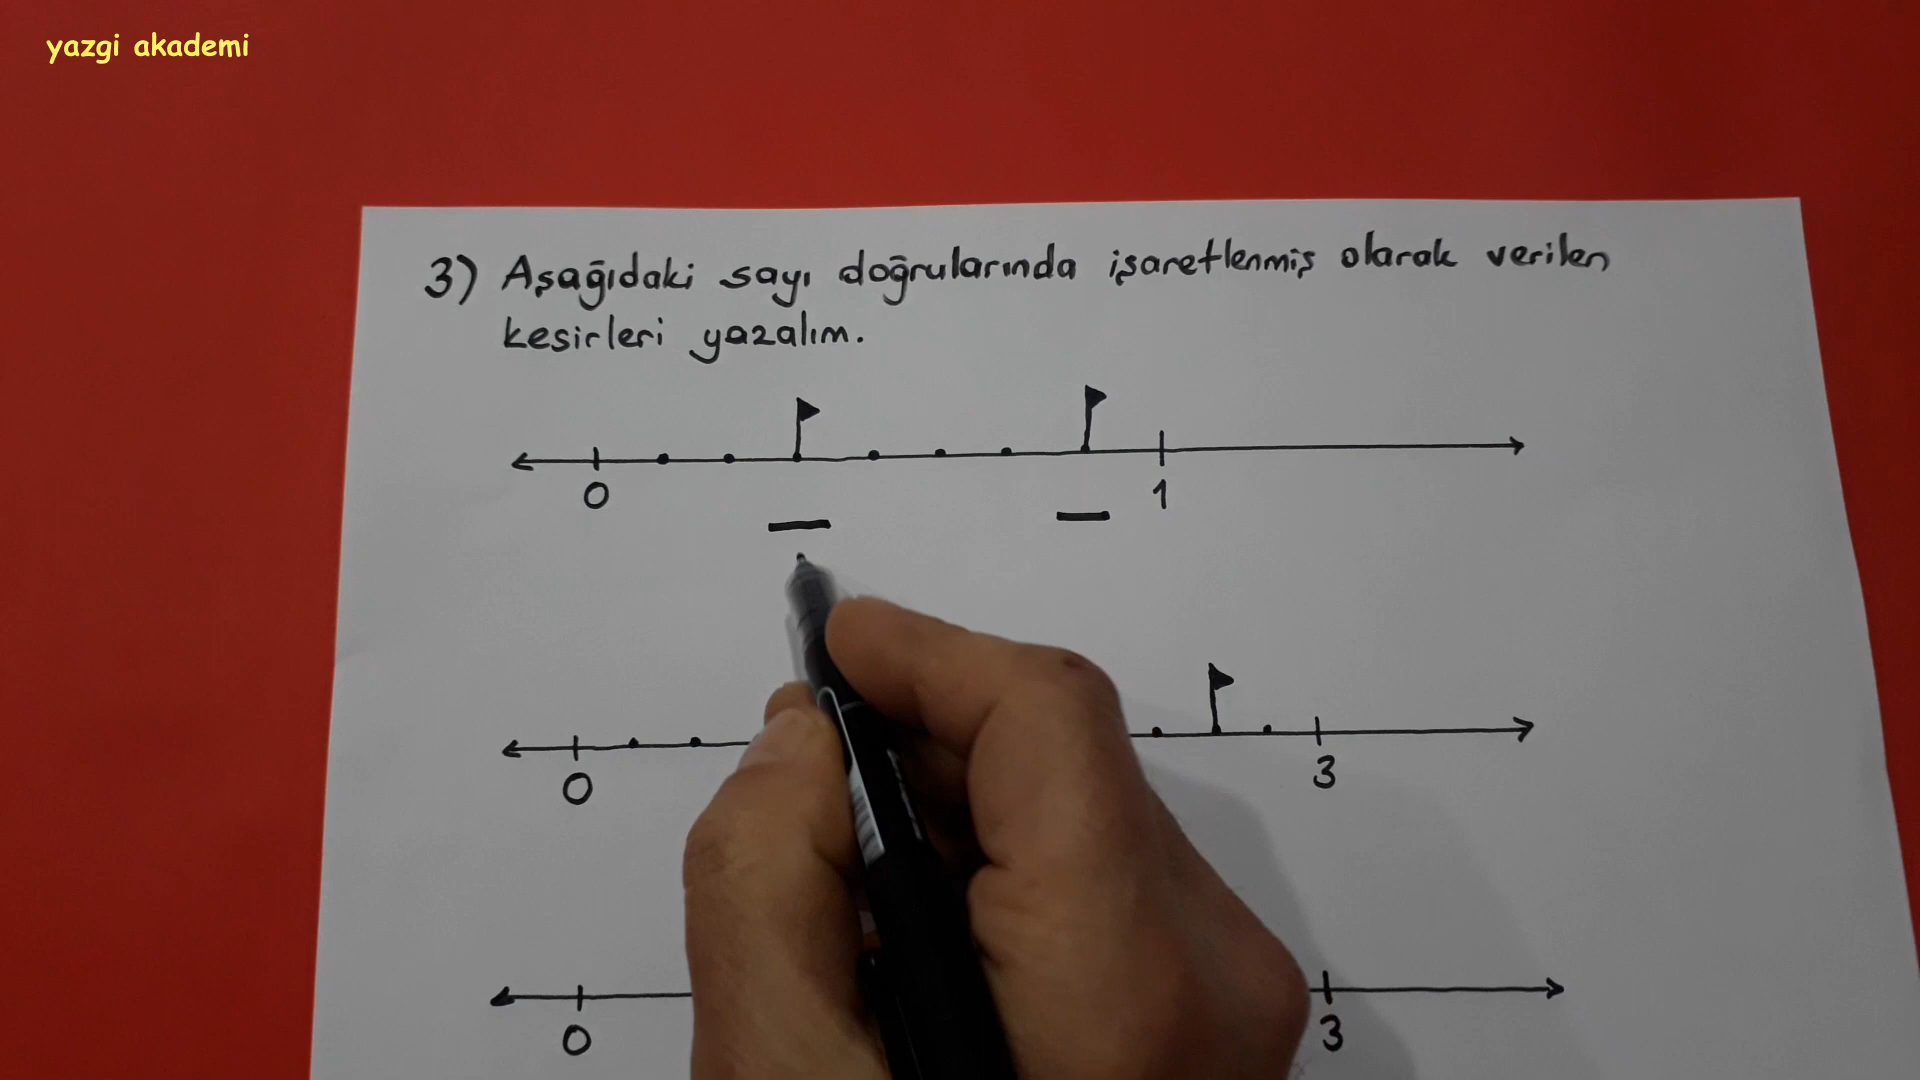 yazgi akademi
3) Aşağıdaki sayı doğrularında işaretlenmiş olarak verilen
kesirleri yazalım.
0 1
0 3
0 3